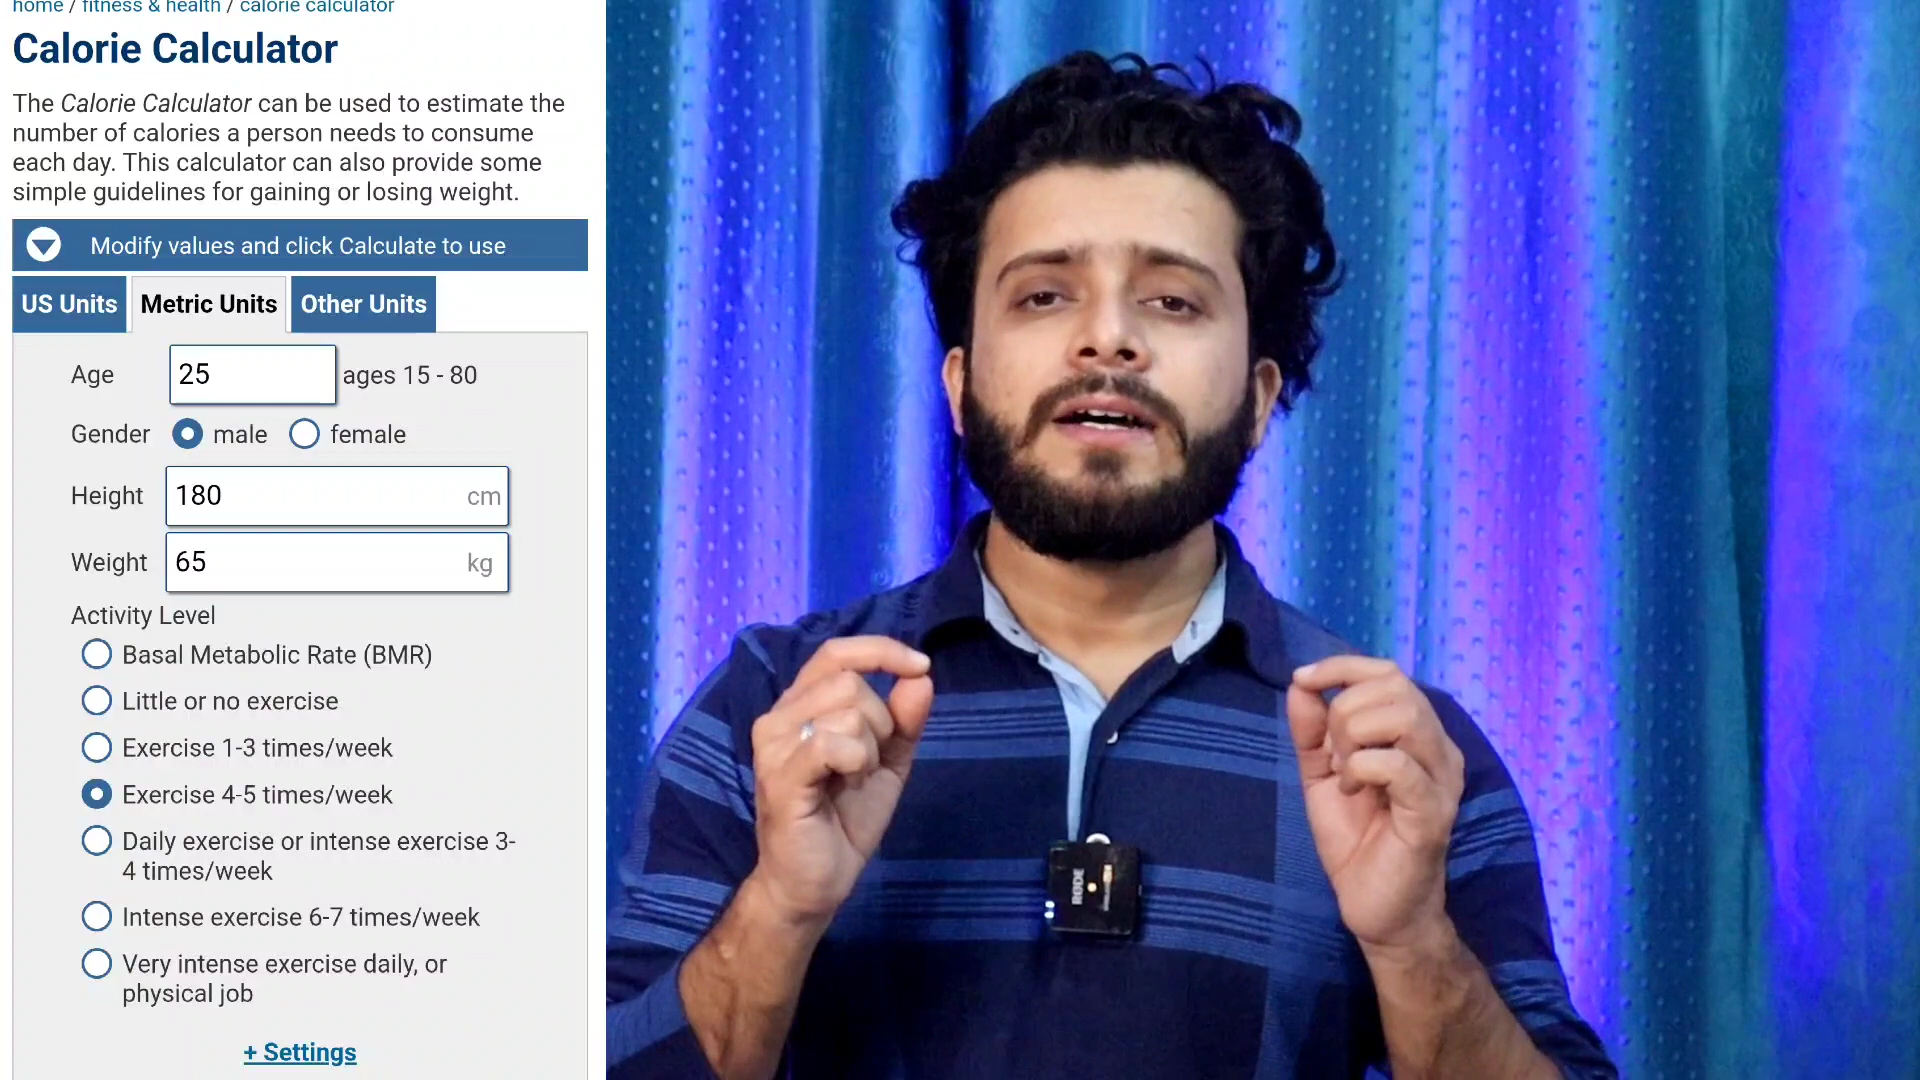 home / fitness & health / calorie calculator
Calorie Calculator
The Calorie Calculator can be used to estimate the
number of calories a person needs to consume
each day. This calculator can also provide some
simple guidelines for gaining or losing weight.
Modify values and click Calculate to use
US Units Metric Units Other Units
Age 25 ages 15 - 80
Gender male female
Height 180 cm
Weight 65 kg
Activity Level
Basal Metabolic Rate (BMR)
Little or no exercise
Exercise 1-3 times/week
Exercise 4-5 times/week
Daily exercise or intense exercise 3-
4 times/week
Intense exercise 6-7 times/week
Very intense exercise daily, or
physical job
+ Settings
RØDE